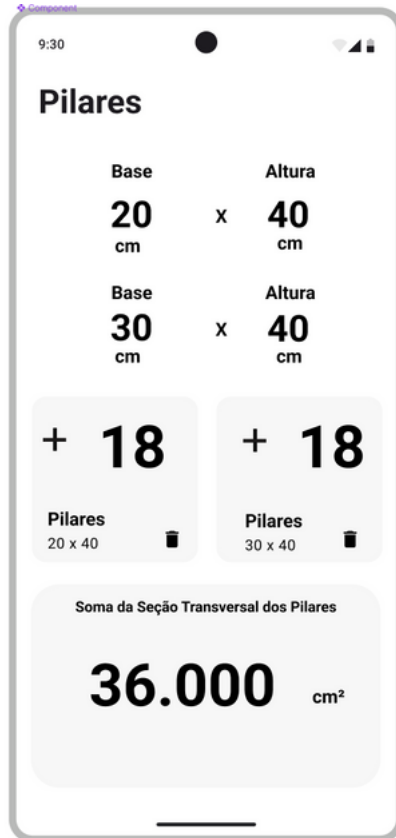 Component
9:30
Pilares
Base Altura
20 x 40
cm cm
Base Altura
30 x 40
cm cm
+ 18 + 18
Pilares Pilares
20 x 40 30 x 40
Soma da Seção Transversal dos Pilares
36.000 cm²